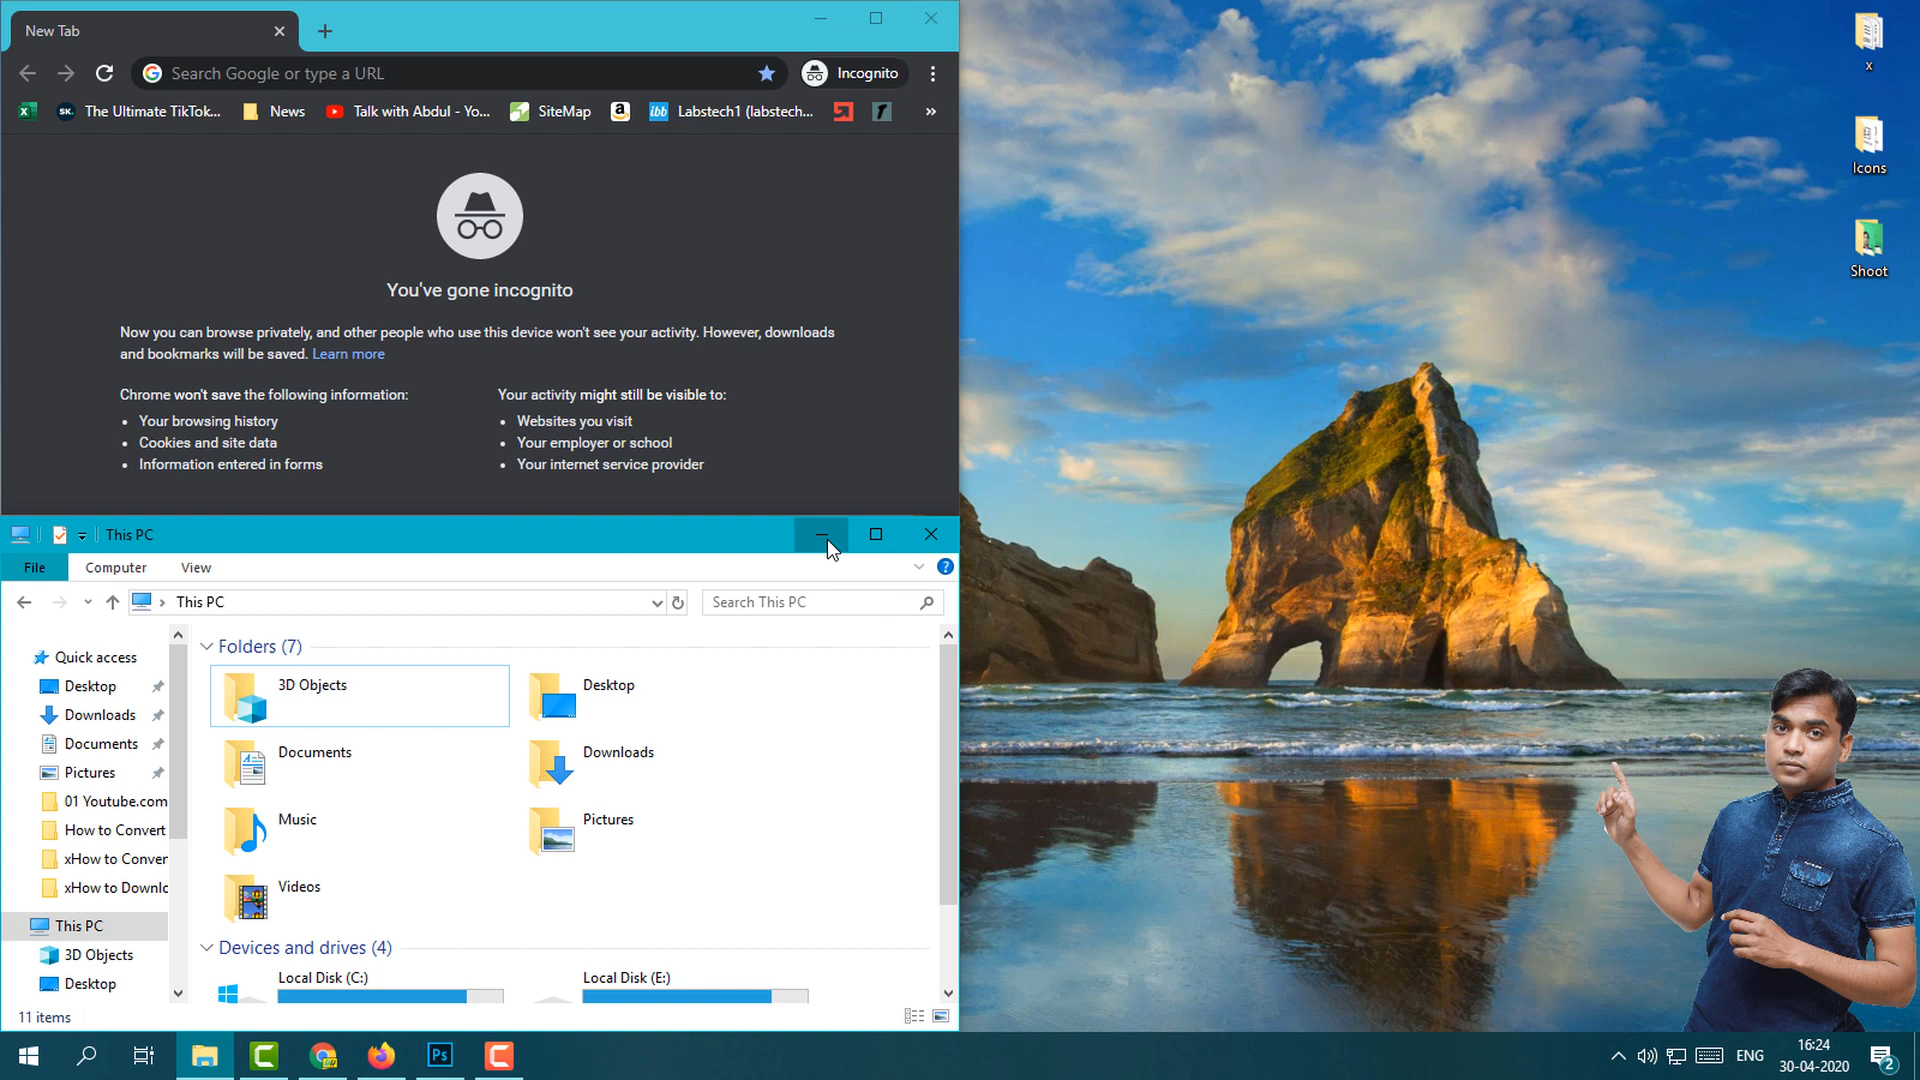 New Tab
Search Google or type a URL
Incognito
The Ultimate TikTok...
News
Talk with Abdul - Yo...
SiteMap
a
ibb
Labstech1 (labstech...
»
SK.
You've gone incognito
Now you can browse privately, and other people who use this device won't see your activity. However, downloads
and bookmarks will be saved. Learn more
Chrome won't save the following information:
Your browsing history
Cookies and site data
Information entered in forms
Your activity might still be visible to:
Websites you visit
Your employer or school
Your internet service provider
This PC
File
Computer
View
This PC
Search This PC
Quick access
Desktop
Downloads
Documents
Pictures
01 Youtube.com
How to Convert
xHow to Conver
xHow to Downlc
This PC
3D Objects
Desktop
Folders (7)
3D Objects
Desktop
Documents
Downloads
Music
Pictures
Videos
Devices and drives (4)
Local Disk (C:)
Local Disk (E:)
11 items
x
Icons
Shoot
Ps
ENG
16:24
30-04-2020
2